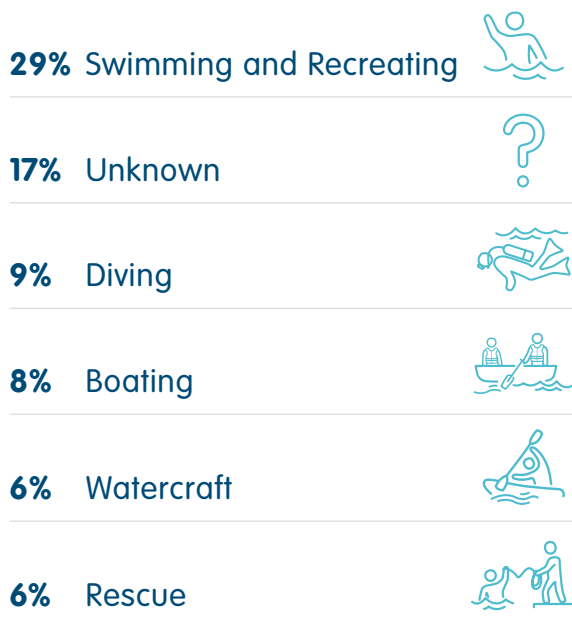 29% Swimming and Recreating
?
17% Unknown
9% Diving
8% Boating
6% Watercraft
6% Rescue